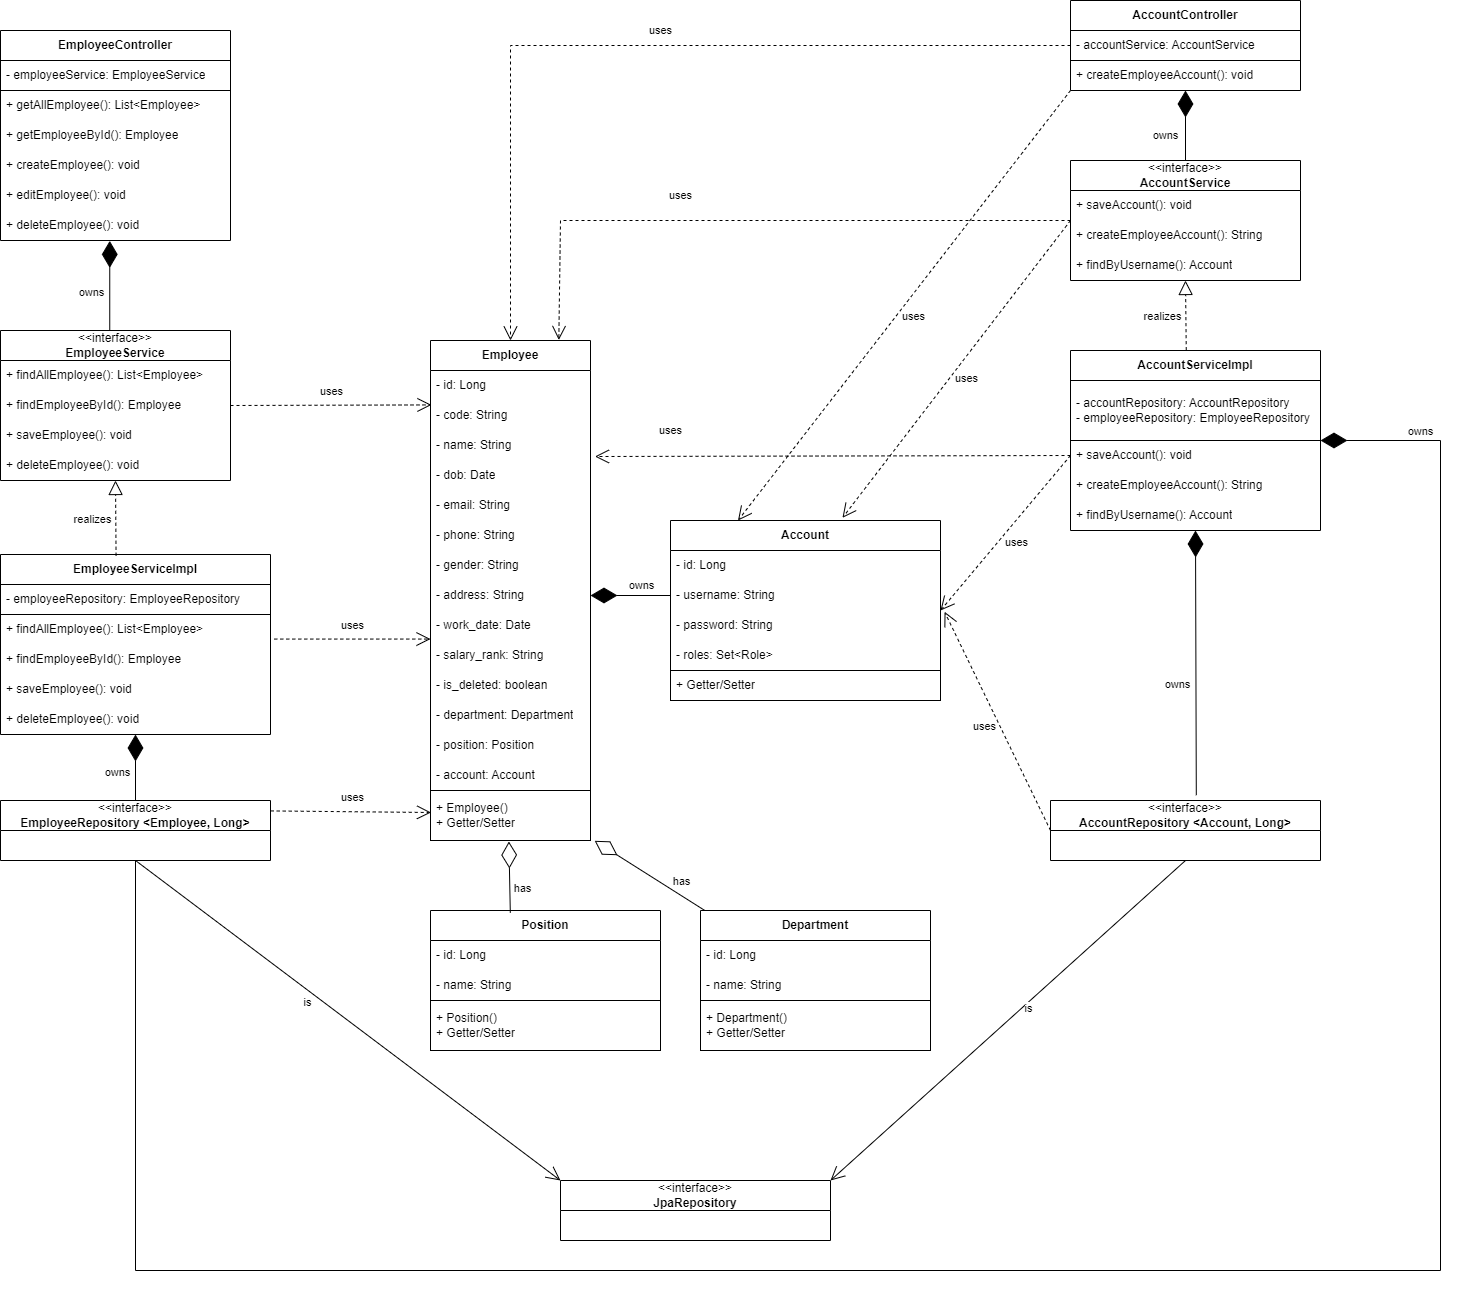 EmployeeController
- employeeService: EmployeeService
+ getAllEmployee(): List<Employee>
+ getEmployeeById(): Employee
+ createEmployee(): void
+ editEmployee(): void
+ deleteEmployee(): void
owns
<<interface>>
EmployeeService
+ findAllEmployee(): List<Employee>
+ findEmployeeById(): Employee
+ saveEmployee(): void
+ deleteEmployee(): void
uses
realizes
EmployeeServiceImpl
- employeeRepository: EmployeeRepository
+ findAllEmployee(): List<Employee>
+ findEmployeeById(): Employee
+ saveEmployee(): void
+ deleteEmployee(): void
uses
owns
<<interface>>
EmployeeRepository <Employee, Long>
uses
Employee
- id: Long
- code: String
- name: String
- dob: Date
- email: String
- phone: String
- gender: String
- address: String
- work_date: Date
- salary_rank: String
- is_deleted: boolean
- department: Department
- position: Position
- account: Account
+ Employee()
+ Getter/Setter
owns
Account
- id: Long
- username: String
- password: String
- roles: Set<Role>
+ Getter/Setter
uses
uses
uses
uses
uses
uses
uses
AccountController
- accountService: AccountService
+ createEmployeeAccount(): void
owns
<<interface>>
AccountService
+ saveAccount(): void
+ createEmployeeAccount(): String
+ findByUsername(): Account
realizes
AccountServiceImpl
- accountRepository: AccountRepository
- employeeRepository: EmployeeRepository
+ saveAccount(): void
+ createEmployeeAccount(): String
+ findByUsername(): Account
owns
owns
<<interface>>
AccountRepository <Account, Long>
has
has
Position
- id: Long
- name: String
+ Position()
+ Getter/Setter
Department
- id: Long
- name: String
+ Department()
+ Getter/Setter
is
is
<<interface>>
JpaRepository